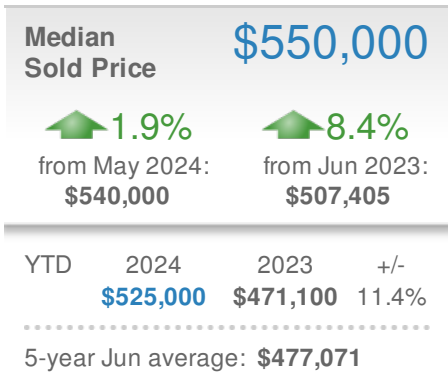 Median
Sold Price
$550,000
1.9%
from May 2024:
$540,000
8.4%
from Jun 2023:
$507,405
YTD 2024 2023 +/-
$525,000 $471,100 11.4%
5-year Jun average: $477,071